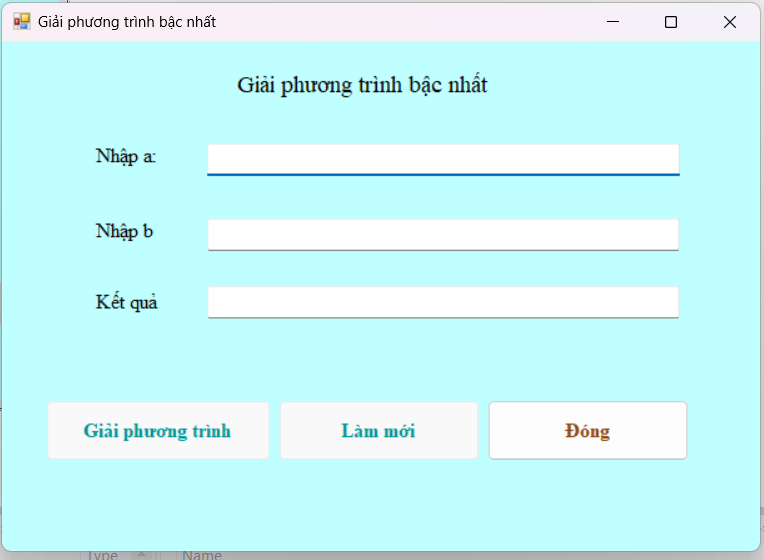 Giải phương trình bậc nhất
Giải phương trình bậc nhất
Nhập a:
Nhập b
Kết quả
Giải phương trình Làm mới Đóng
Type Name